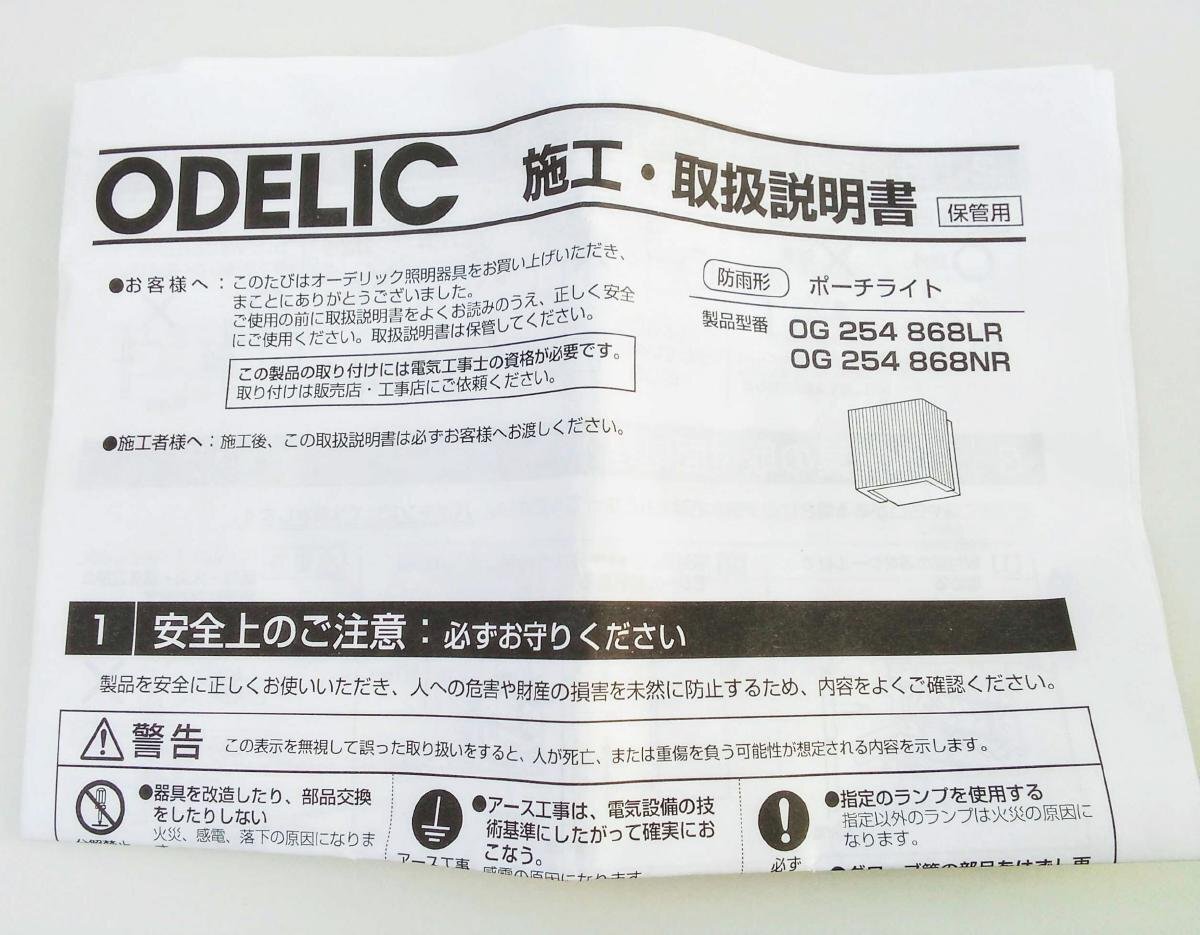 ODELIC 施工・取扱説明書 保管用
●お客様へ：このたびはオーデリック照明器具をお買い上げいただき、
まことにありがとうございました。
ご使用の前に取扱説明書をよくお読みのうえ、正しく安全
にご使用ください。取扱説明書は保管してください。
この製品の取り付けには電気工事士の資格が必要です。
取り付けは販売店・工事店にご依頼ください。
●施工者様へ：施工後、この取扱説明書は必ずお客様へお渡しください。
防雨形 ポーチライト
製品型番 OG 254 868LR
OG 254 868NR
1 安全上のご注意：必ずお守りください
製品を安全に正しくお使いいただき、人への危害や財産の損害を未然に防止するため、内容をよくご確認ください。
警告 この表示を無視して誤った取り扱いをすると、人が死亡、または重傷を負う可能性が想定される内容を示します。
●器具を改造したり、部品交換
をしたりしない
火災、感電、落下の原因になりま
アース工事
●アース工事は、電気設備の技
術基準にしたがって確実にお
こなう。
感電の原因になります
必ず
●指定のランプを使用する
指定以外のランプは火災の原因に
なります。